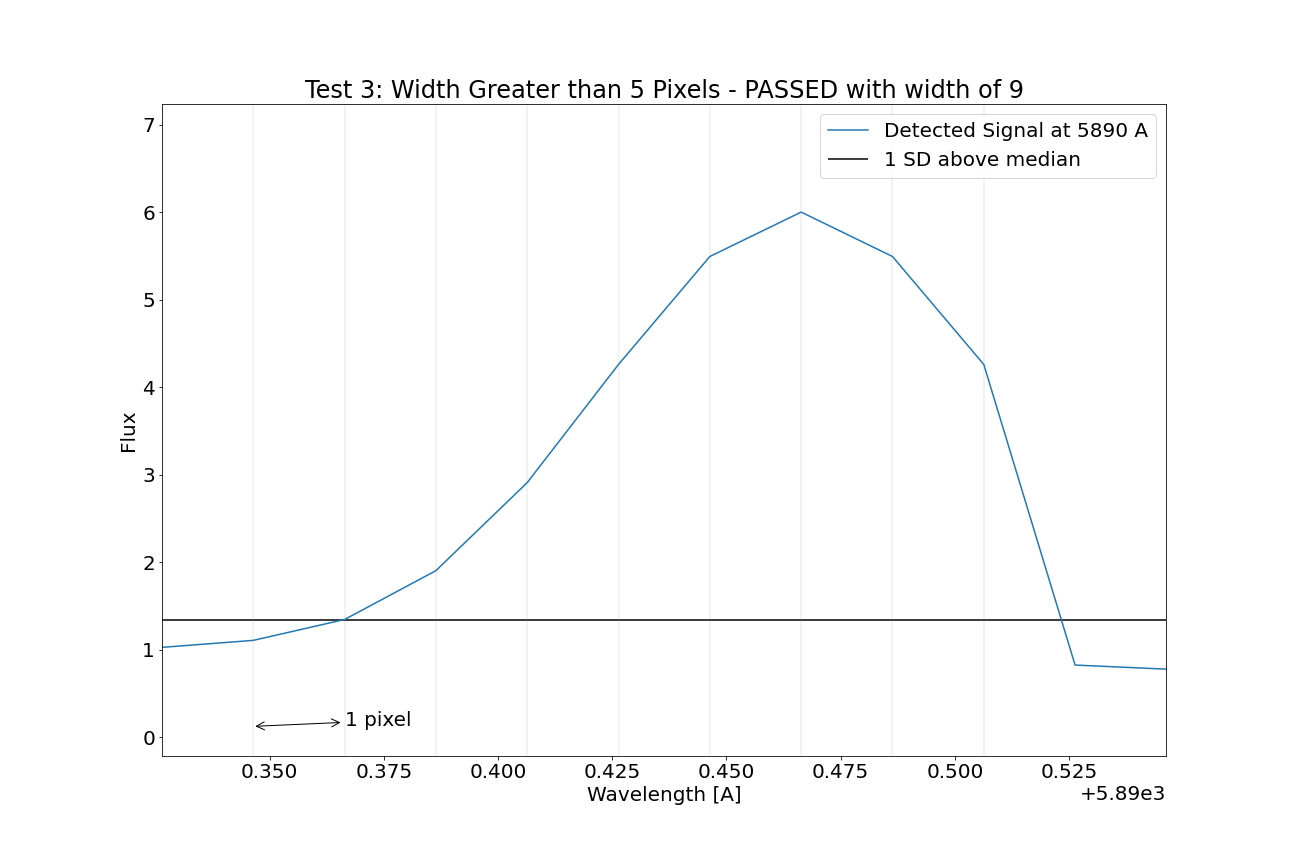 Test 3: Width Greater than 5 Pixels - PASSED with width of 9
Detected Signal at 5890 A
1 SD above median
7
6
5
4
3
2
1
0
Flux
1 pixel
0.350 0.375 0.400 0.425 0.450 0.475 0.500 0.525
Wavelength [A]
+5.89e3